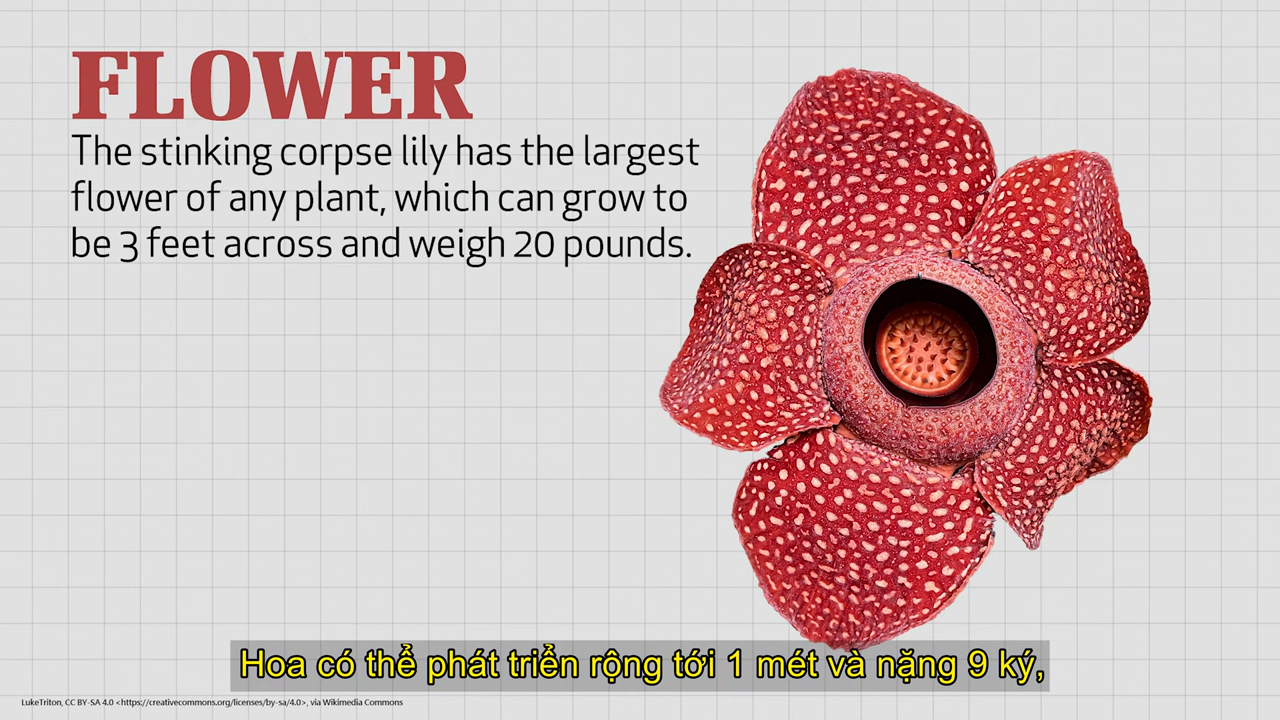 FLOWER
The stinking corpse lily has the largest
flower of any plant, which can grow to
be 3 feet across and weigh 20 pounds.
Hoa có thể phát triển rộng tới 1 mét và nặng 9 ký,
LukeTriton, CC BY-SA 4.0 <https://creativecommons.org/licenses/by-sa/4.0>, via Wikimedia Commons